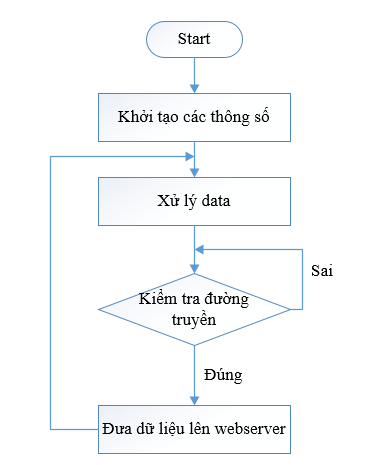 Start
Khởi tạo các thông số
Xử lý data
Sai
Kiểm tra đường
truyền
Đúng
Đưa dữ liệu lên webserver